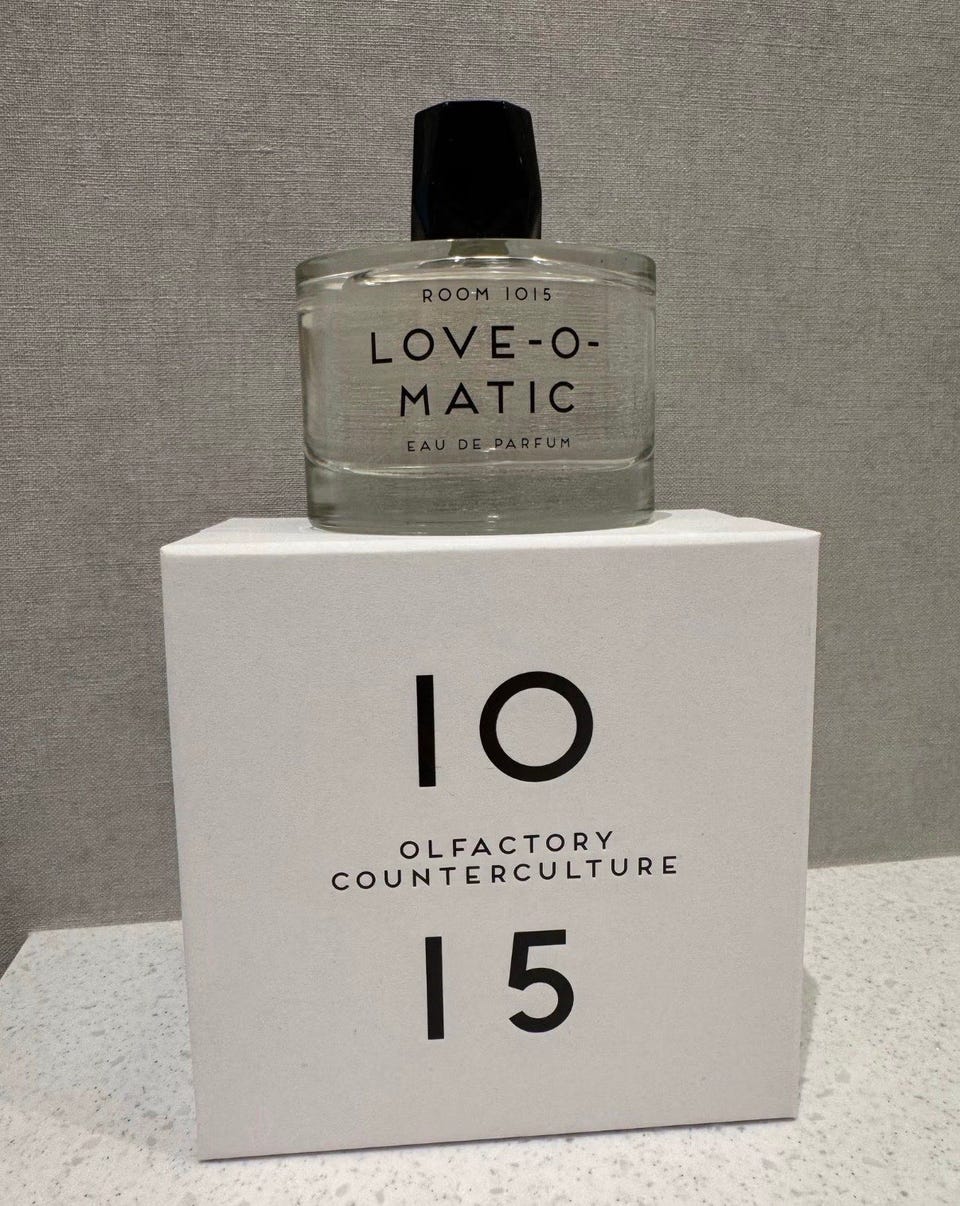 ROOM 1015
LOVE-O-
MATIC
EAU DE PARFUM
10
OLFACTORY
COUNTERCULTURE
15